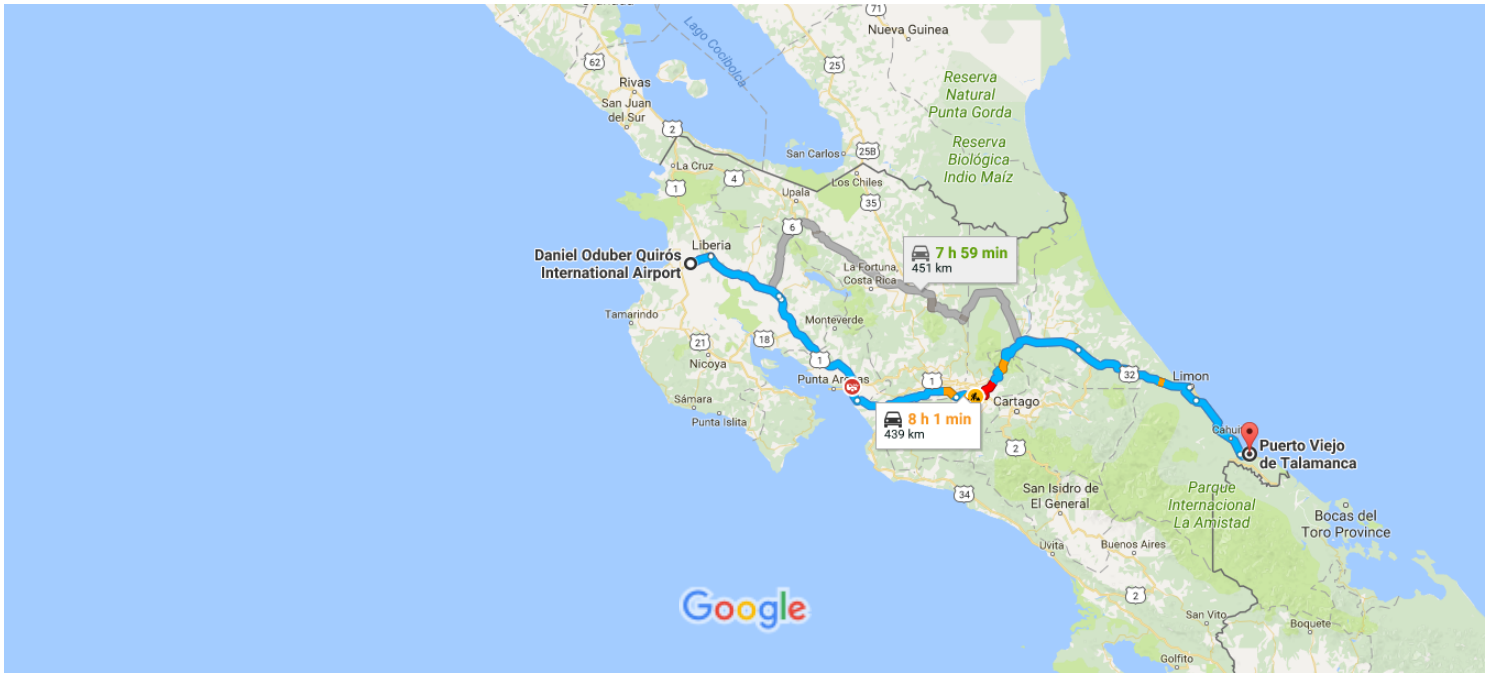 71
Nueva Guinea
Lago Cocibolca
62
25
Rivas
San Juan
del Sur
Reserva
Natural
Punta Gorda
2
San Carlos
25B
Reserva
Biológica
Indio Maíz
La Cruz
1
4
Upala
Los Chiles
35
6
Daniel Oduber Quirós
International Airport
Liberia
7 h 59 min
451 km
La Fortuna,
Costa Rica
Tamarindo
Monteverde
18
21
Nicoya
1
Punta Arenas
1
32
Limon
Sámara
Punta Islita
Cartago
8 h 1 min
439 km
2
Puerto Viejo
de Talamanca
34
San Isidro de
El General
Parque
Internacional
La Amistad
Bocas del
Toro Province
Uvita
Buenos Aires
2
Google
San Vito
Boquete
Golfito